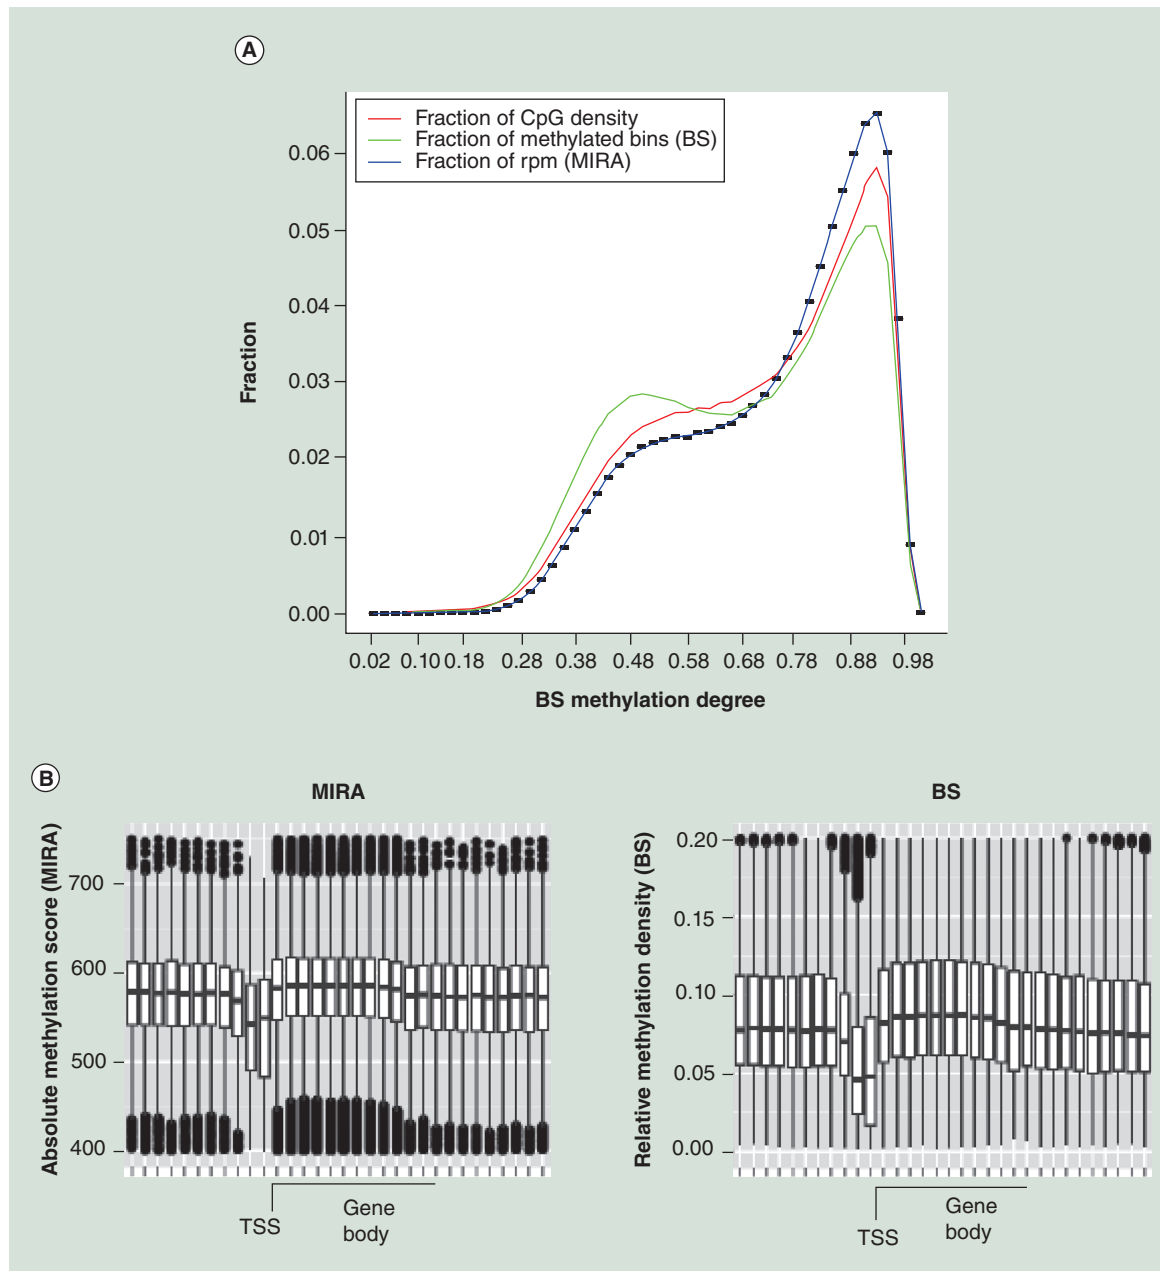 A
Fraction of CpG density
Fraction of methylated bins (BS)
Fraction of rpm (MIRA)
0.06
0.05
0.04
0.03
0.02
0.01
0.00
Fraction
0.02 0.10 0.18 0.28 0.38 0.48 0.58 0.68 0.78 0.88 0.98
BS methylation degree
B
MIRA
Absolute methylation score (MIRA)
700
600
500
400
TSS
Gene
body
BS
Relative methylation density (BS)
0.20
0.15
0.10
0.05
0.00
TSS
Gene
body